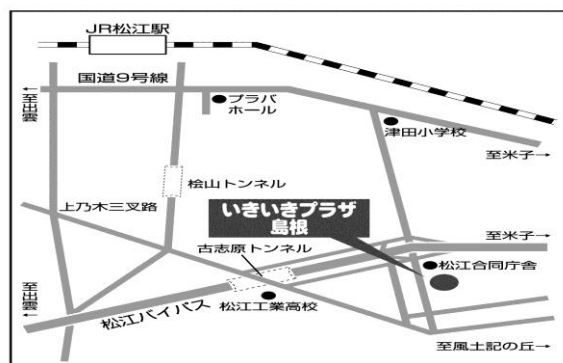 JR松江駅
国道9号線
←至出雲
プラバ
ホール
津田小学校
至米子→
桧山トンネル
上乃木三叉路
いきいきプラザ
島根
古志原トンネル
至米子→
松江合同庁舎
←至出雲
松江バイパス
松江工業高校
至風土記の丘→